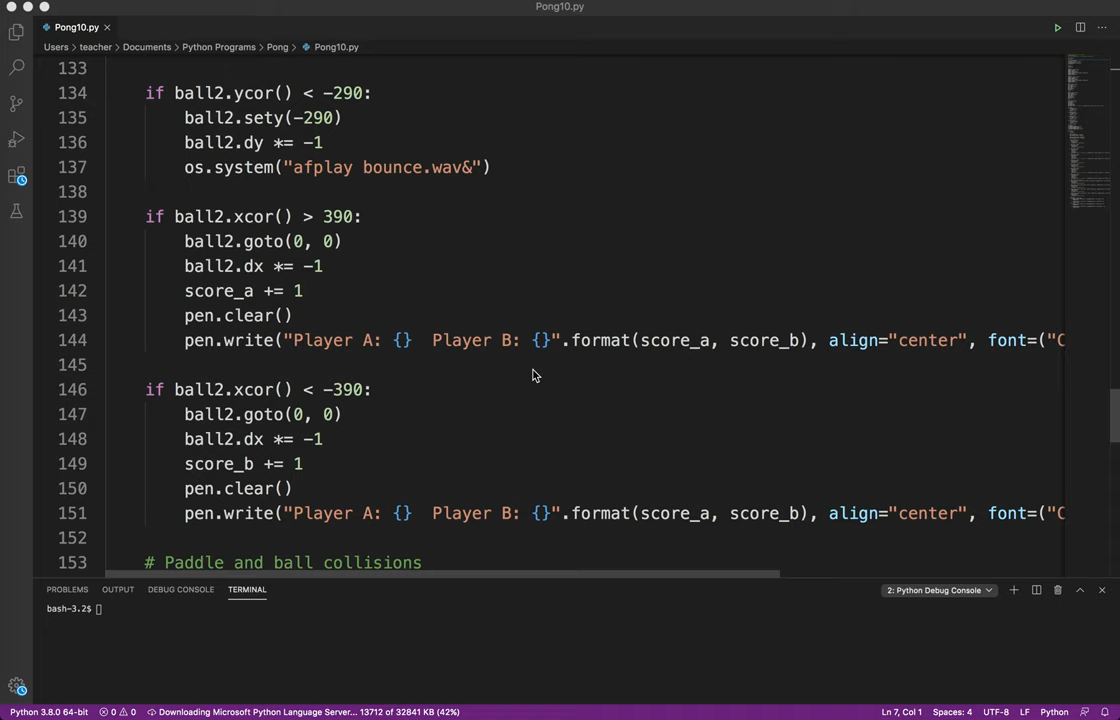 Pong10.py
Pong10.py
Users > teacher > Documents > Python Programs > Pong > Pong10.py
133
134 if ball2.ycor() < -290:
135 ball2.sety(-290)
136 ball2.dy *= -1
137 os.system("afplay bounce.wav&")
138
139 if ball2.xcor() > 390:
140 ball2.goto(0, 0)
141 ball2.dx *= -1
142 score_a += 1
143 pen.clear()
144 pen.write("Player A: {}  Player B: {}".format(score_a, score_b), align="center", font=("C
145
146 if ball2.xcor() < -390:
147 ball2.goto(0, 0)
148 ball2.dx *= -1
149 score_b += 1
150 pen.clear()
151 pen.write("Player A: {}  Player B: {}".format(score_a, score_b), align="center", font=("C
152
153 # Paddle and ball collisions
PROBLEMS OUTPUT DEBUG CONSOLE TERMINAL 2: Python Debug Console
bash-3.2$
Python 3.8.0 64-bit 0 0 Downloading Microsoft Python Language Server... 13712 of 32841 KB (42%) Ln 7, Col 1 Spaces: 4 UTF-8 LF Python